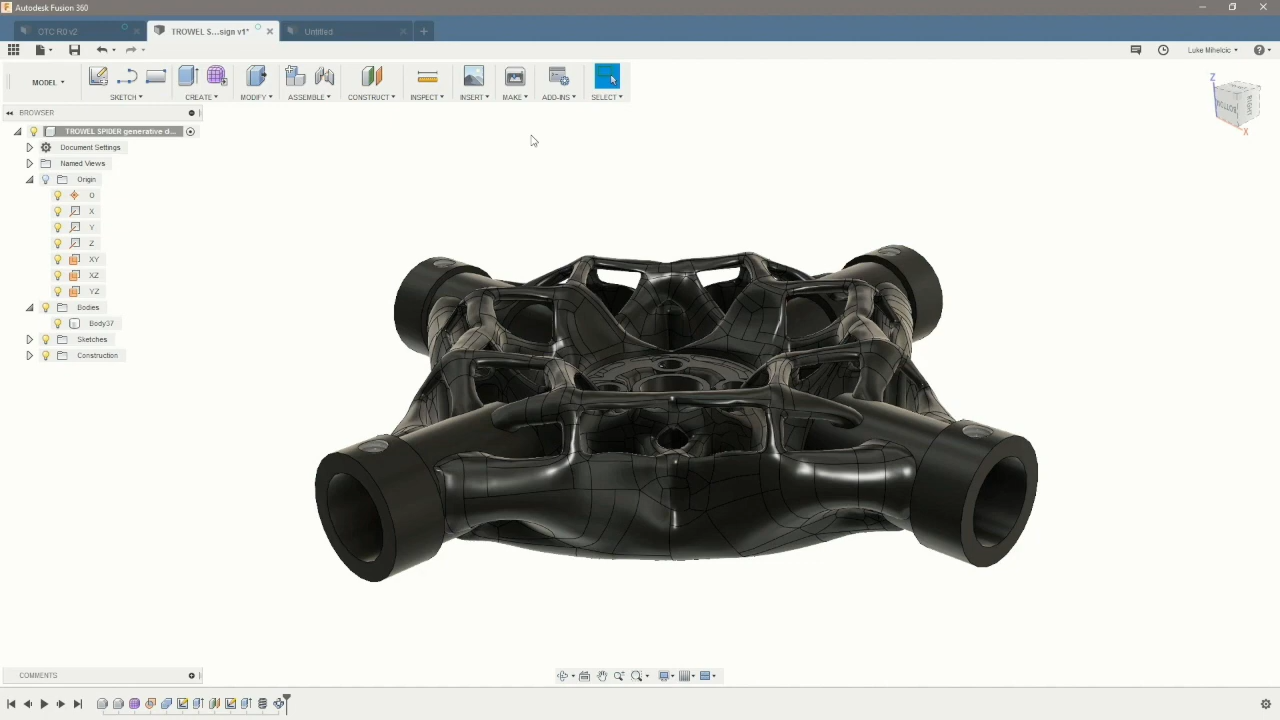 Autodesk Fusion 360
OTC R0 v2
TROWEL S...sign v1*
Untitled
Luke Mihelcic
MODEL
SKETCH
CREATE
MODIFY
ASSEMBLE
CONSTRUCT
INSPECT
INSERT
MAKE
ADD-INS
SELECT
BROWSER
TROWEL SPIDER generative d...
Document Settings
Named Views
Origin
O
X
Y
Z
XY
XZ
YZ
Bodies
Body37
Sketches
Construction
Z
BOTTOM
RIGHT
X
COMMENTS